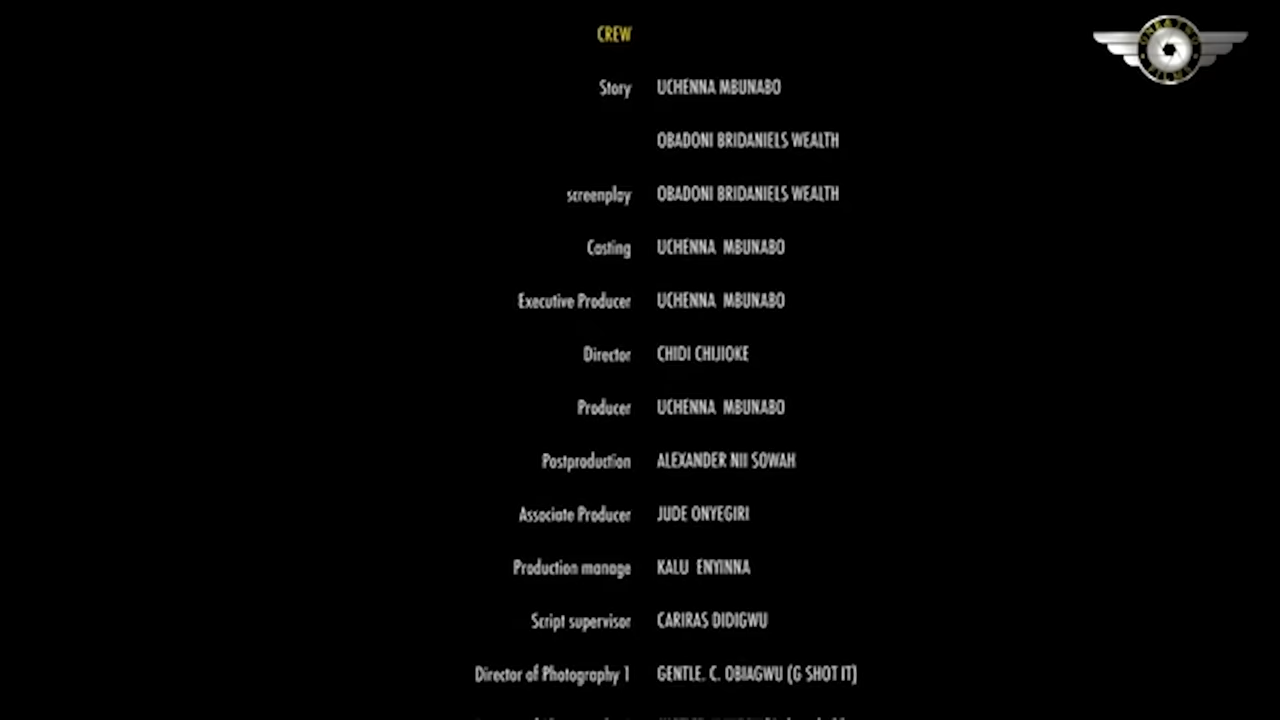 CREW
Story UCHENNA MBUNABO
OBADONI BRIDANIELS WEALTH
screenplay OBADONI BRIDANIELS WEALTH
Casting UCHENNA MBUNABO
Executive Producer UCHENNA MBUNABO
Director CHIDI CHIJIOKE
Producer UCHENNA MBUNABO
Postproduction ALEXANDER NII SOWAH
Associate Producer JUDE ONYEGIRI
Production manage KALU ENYINNA
Script supervisor CARIRAS DIDIGWU
Director of Photography 1 GENTLE. C. OBIAGWU (G SHOT IT)
FILMS